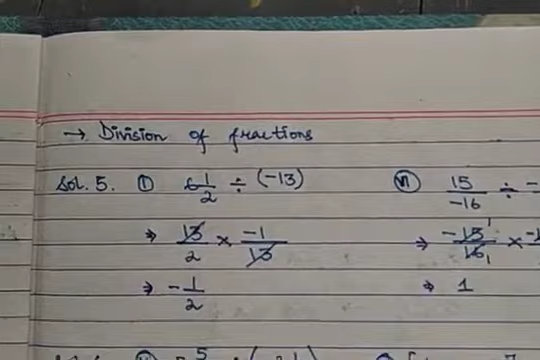 → Division of fractions
Sol. 5. (i) 6 1/2 ÷ (-13) (vi) 15/-16 ÷ -
⇒ 13/2 × -1/13 ⇒ -15/16 × -1
⇒ -1/2 ⇒ 1